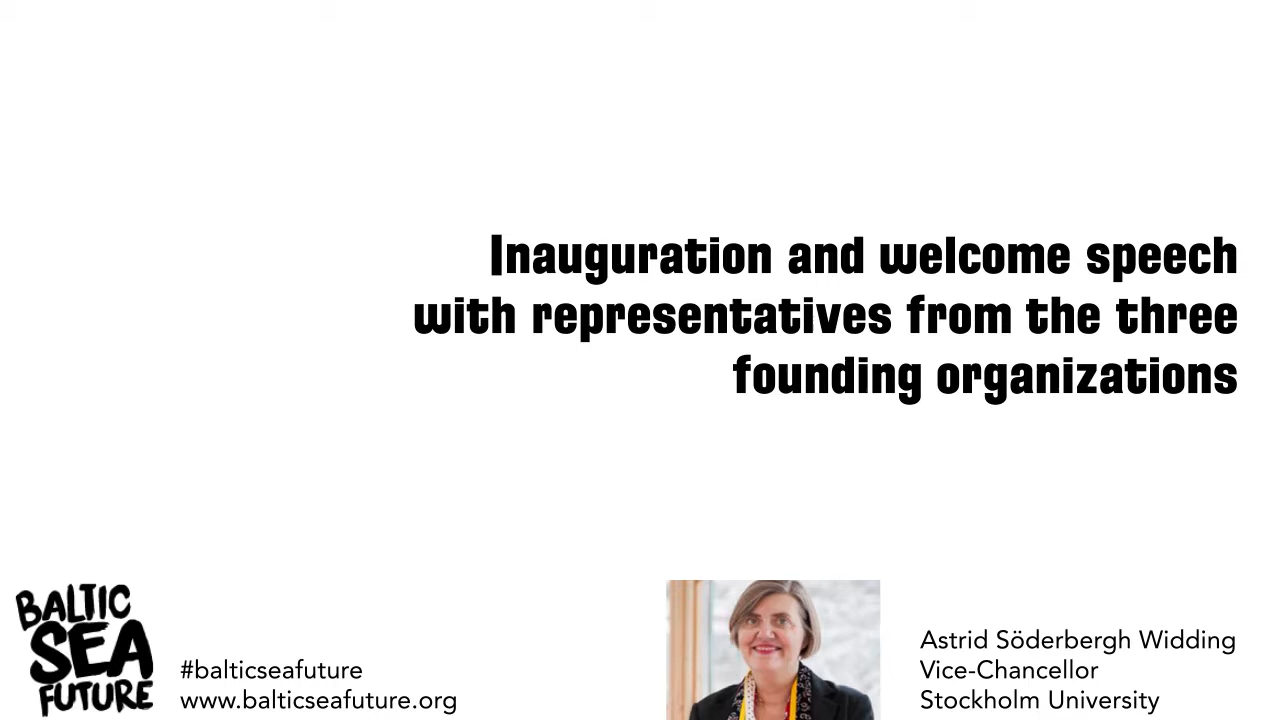 Inauguration and welcome speech
with representatives from the three
founding organizations
BALTIC
SEA
FUTURE
#balticseafuture
www.balticseafuture.org
Astrid Söderbergh Widding
Vice-Chancellor
Stockholm University